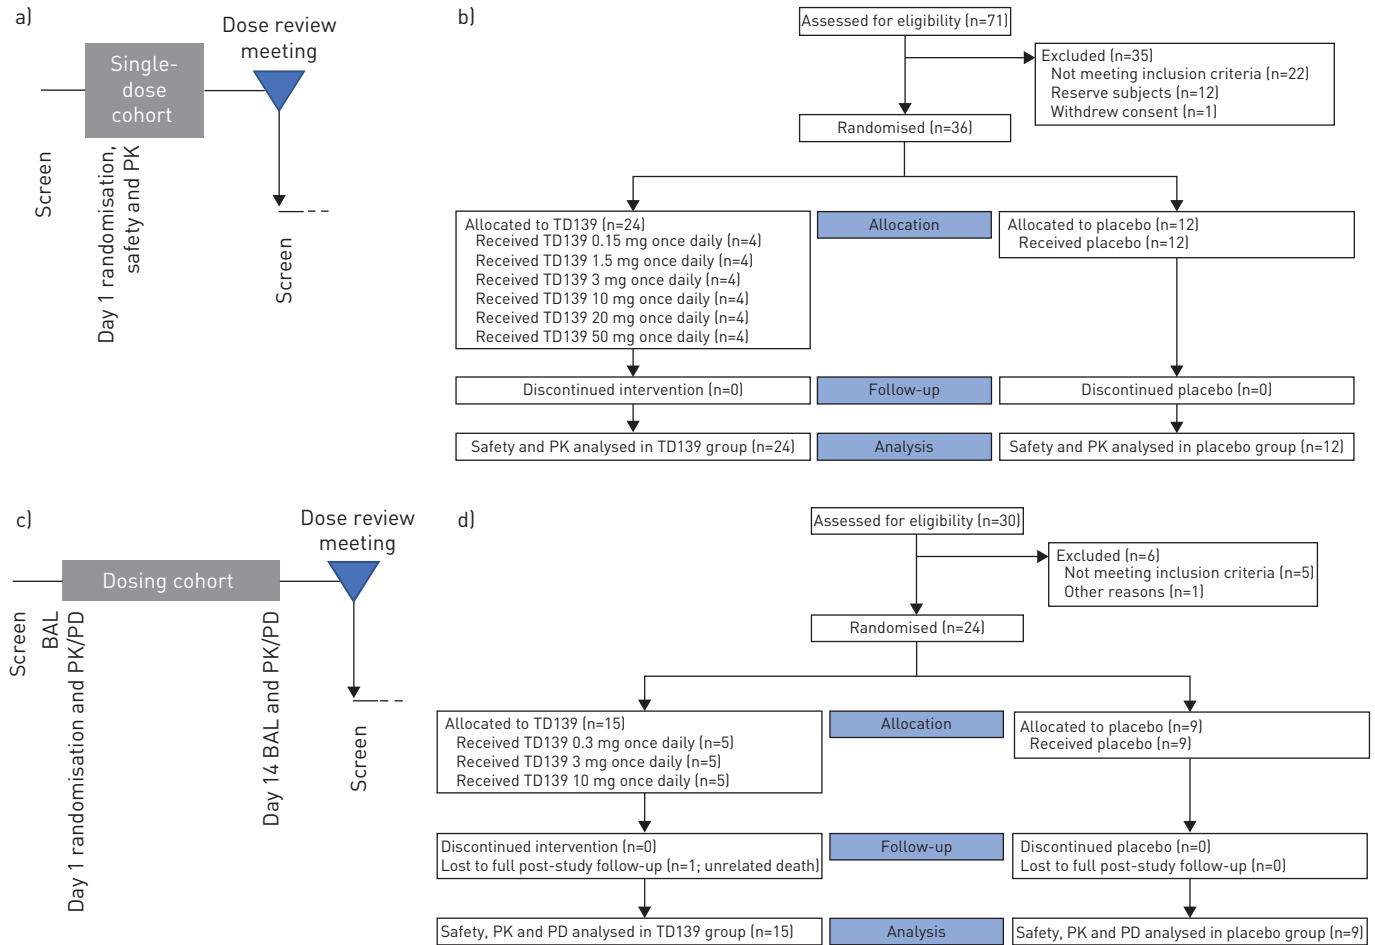 a)
Dose review
meeting
Single-
dose
cohort
Screen
Day 1 randomisation,
safety and PK
Screen
b)
Assessed for eligibility (n=71)
Excluded (n=35)
Not meeting inclusion criteria (n=22)
Reserve subjects (n=12)
Withdrew consent (n=1)
Randomised (n=36)
Allocated to TD139 (n=24)
Received TD139 0.15 mg once daily (n=4)
Received TD139 1.5 mg once daily (n=4)
Received TD139 3 mg once daily (n=4)
Received TD139 10 mg once daily (n=4)
Received TD139 20 mg once daily (n=4)
Received TD139 50 mg once daily (n=4)
Allocation
Allocated to placebo (n=12)
Received placebo (n=12)
Discontinued intervention (n=0)
Follow-up
Discontinued placebo (n=0)
Safety and PK analysed in TD139 group (n=24)
Analysis
Safety and PK analysed in placebo group (n=12)
c)
Dose review
meeting
Dosing cohort
Screen
BAL
Day 1 randomisation and PK/PD
Day 14 BAL and PK/PD
Screen
d)
Assessed for eligibility (n=30)
Excluded (n=6)
Not meeting inclusion criteria (n=5)
Other reasons (n=1)
Randomised (n=24)
Allocated to TD139 (n=15)
Received TD139 0.3 mg once daily (n=5)
Received TD139 3 mg once daily (n=5)
Received TD139 10 mg once daily (n=5)
Allocation
Allocated to placebo (n=9)
Received placebo (n=9)
Discontinued intervention (n=0)
Lost to full post-study follow-up (n=1; unrelated death)
Follow-up
Discontinued placebo (n=0)
Lost to full post-study follow-up (n=0)
Safety, PK and PD analysed in TD139 group (n=15)
Analysis
Safety, PK and PD analysed in placebo group (n=9)